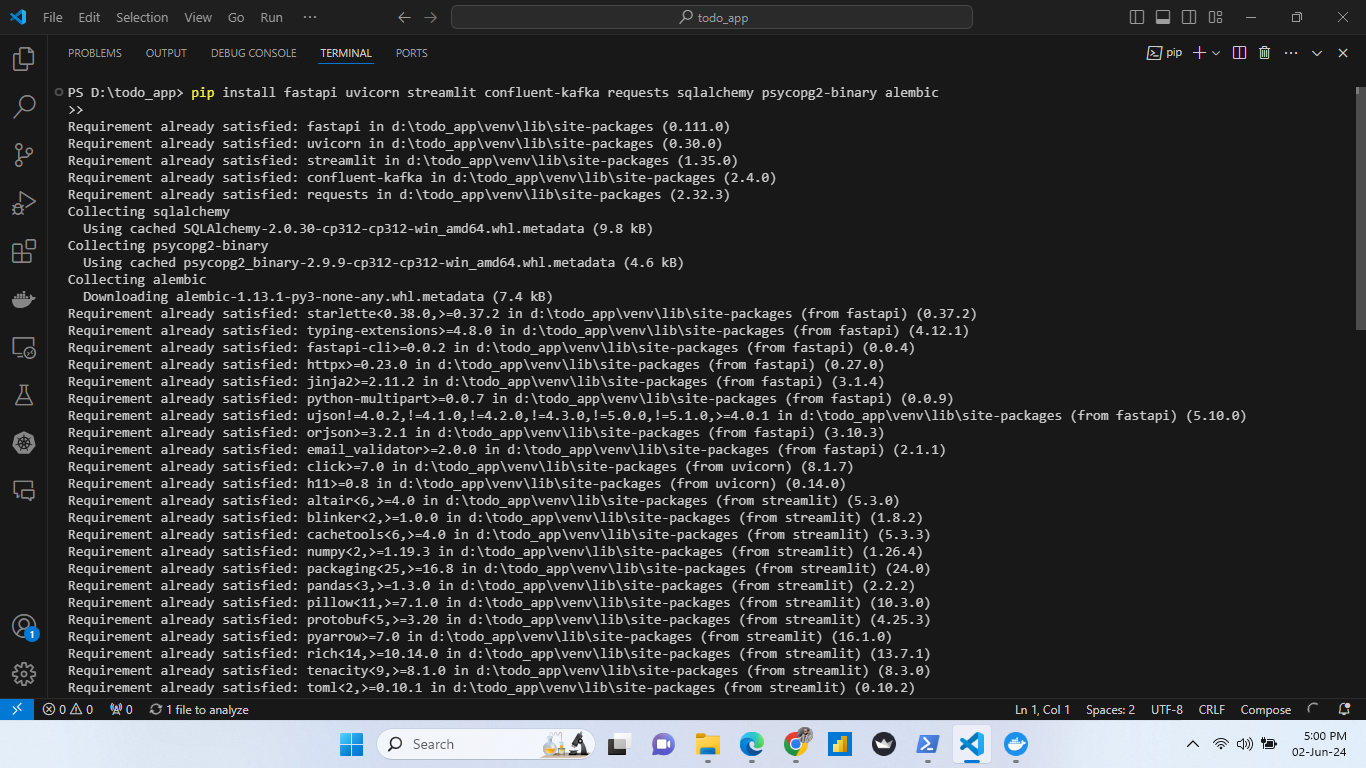 File Edit Selection View Go Run ···
todo_app
PROBLEMS OUTPUT DEBUG CONSOLE TERMINAL PORTS
pip
PS D:\todo_app> pip install fastapi uvicorn streamlit confluent-kafka requests sqlalchemy psycopg2-binary alembic
>>
Requirement already satisfied: fastapi in d:\todo_app\venv\lib\site-packages (0.111.0)
Requirement already satisfied: uvicorn in d:\todo_app\venv\lib\site-packages (0.30.0)
Requirement already satisfied: streamlit in d:\todo_app\venv\lib\site-packages (1.35.0)
Requirement already satisfied: confluent-kafka in d:\todo_app\venv\lib\site-packages (2.4.0)
Requirement already satisfied: requests in d:\todo_app\venv\lib\site-packages (2.32.3)
Collecting sqlalchemy
  Using cached SQLAlchemy-2.0.30-cp312-cp312-win_amd64.whl.metadata (9.8 kB)
Collecting psycopg2-binary
  Using cached psycopg2_binary-2.9.9-cp312-cp312-win_amd64.whl.metadata (4.6 kB)
Collecting alembic
  Downloading alembic-1.13.1-py3-none-any.whl.metadata (7.4 kB)
Requirement already satisfied: starlette<0.38.0,>=0.37.2 in d:\todo_app\venv\lib\site-packages (from fastapi) (0.37.2)
Requirement already satisfied: typing-extensions>=4.8.0 in d:\todo_app\venv\lib\site-packages (from fastapi) (4.12.1)
Requirement already satisfied: fastapi-cli>=0.0.2 in d:\todo_app\venv\lib\site-packages (from fastapi) (0.0.4)
Requirement already satisfied: httpx>=0.23.0 in d:\todo_app\venv\lib\site-packages (from fastapi) (0.27.0)
Requirement already satisfied: jinja2>=2.11.2 in d:\todo_app\venv\lib\site-packages (from fastapi) (3.1.4)
Requirement already satisfied: python-multipart>=0.0.7 in d:\todo_app\venv\lib\site-packages (from fastapi) (0.0.9)
Requirement already satisfied: ujson!=4.0.2,!=4.1.0,!=4.2.0,!=4.3.0,!=5.0.0,!=5.1.0,>=4.0.1 in d:\todo_app\venv\lib\site-packages (from fastapi) (5.10.0)
Requirement already satisfied: orjson>=3.2.1 in d:\todo_app\venv\lib\site-packages (from fastapi) (3.10.3)
Requirement already satisfied: email_validator>=2.0.0 in d:\todo_app\venv\lib\site-packages (from fastapi) (2.1.1)
Requirement already satisfied: click>=7.0 in d:\todo_app\venv\lib\site-packages (from uvicorn) (8.1.7)
Requirement already satisfied: h11>=0.8 in d:\todo_app\venv\lib\site-packages (from uvicorn) (0.14.0)
Requirement already satisfied: altair<6,>=4.0 in d:\todo_app\venv\lib\site-packages (from streamlit) (5.3.0)
Requirement already satisfied: blinker<2,>=1.0.0 in d:\todo_app\venv\lib\site-packages (from streamlit) (1.8.2)
Requirement already satisfied: cachetools<6,>=4.0 in d:\todo_app\venv\lib\site-packages (from streamlit) (5.3.3)
Requirement already satisfied: numpy<2,>=1.19.3 in d:\todo_app\venv\lib\site-packages (from streamlit) (1.26.4)
Requirement already satisfied: packaging<25,>=16.8 in d:\todo_app\venv\lib\site-packages (from streamlit) (24.0)
Requirement already satisfied: pandas<3,>=1.3.0 in d:\todo_app\venv\lib\site-packages (from streamlit) (2.2.2)
Requirement already satisfied: pillow<11,>=7.1.0 in d:\todo_app\venv\lib\site-packages (from streamlit) (10.3.0)
Requirement already satisfied: protobuf<5,>=3.20 in d:\todo_app\venv\lib\site-packages (from streamlit) (4.25.3)
Requirement already satisfied: pyarrow>=7.0 in d:\todo_app\venv\lib\site-packages (from streamlit) (16.1.0)
Requirement already satisfied: rich<14,>=10.14.0 in d:\todo_app\venv\lib\site-packages (from streamlit) (13.7.1)
Requirement already satisfied: tenacity<9,>=8.1.0 in d:\todo_app\venv\lib\site-packages (from streamlit) (8.3.0)
Requirement already satisfied: toml<2,>=0.10.1 in d:\todo_app\venv\lib\site-packages (from streamlit) (0.10.2)
1
0 0 0 1 file to analyze Ln 1, Col 1 Spaces: 2 UTF-8 CRLF Compose
Search
5:00 PM
02-Jun-24